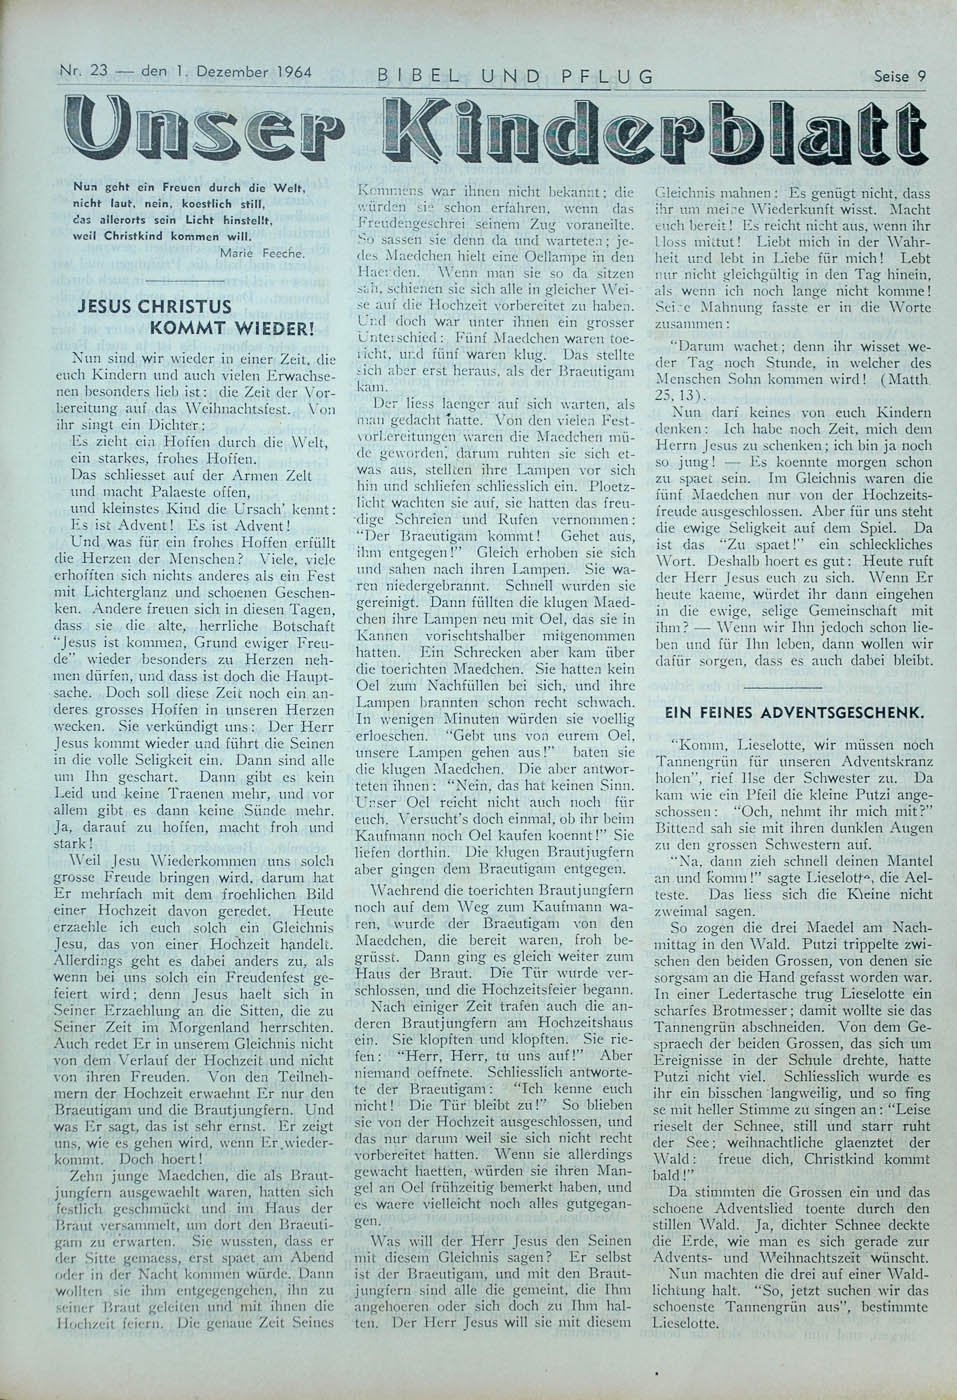 Nr. 23 — den 1. Dezember 1964
BIBEL UND PFLUG
Seise 9
Unser Kinderblatt
Nun geht ein Freuen durch die Welt,
nicht laut, nein, koestlich still,
das allerorts sein Licht hinstellt,
weil Christkind kommen will.
Marie Feeche.
JESUS CHRISTUS
KOMMT WIEDER!
Nun sind wir wieder in einer Zeit, die
euch Kindern und auch vielen Erwachse-
nen besonders lieb ist: die Zeit der Vor-
bereitung auf das Weihnachtsfest. Von
ihr singt ein Dichter:
Es zieht ein Hoffen durch die Welt,
ein starkes, frohes Hoffen.
Das schliesset auf der Armen Zelt
und macht Palaeste offen,
und kleinstes Kind die Ursach' kennt:
Es ist Advent! Es ist Advent!
Und was für ein frohes Hoffen erfüllt
die Herzen der Menschen? Viele, viele
erhofften sich nichts anderes als ein Fest
mit Lichterglanz und schoenen Geschen-
ken. Andere freuen sich in diesen Tagen,
dass sie die alte, herrliche Botschaft
"Jesus ist kommen, Grund ewiger Freu-
de" wieder besonders zu Herzen neh-
men dürfen, und dass ist doch die Haupt-
sache. Doch soll diese Zeit noch ein an-
deres grosses Hoffen in unseren Herzen
wecken. Sie verkündigt uns: Der Herr
Jesus kommt wieder und führt die Seinen
in die volle Seligkeit ein. Dann sind alle
um Ihn geschart. Dann gibt es kein
Leid und keine Traenen mehr, und vor
allem gibt es dann keine Sünde mehr.
Ja, darauf zu hoffen, macht froh und
stark!
Weil Jesu Wiederkommen uns solch
grosse Freude bringen wird, darum hat
Er mehrfach mit dem froehlichen Bild
einer Hochzeit davon geredet. Heute
erzaehle ich euch solch ein Gleichnis
Jesu, das von einer Hochzeit handelt.
Allerdings geht es dabei anders zu, als
wenn bei uns solch ein Freudenfest ge-
feiert wird; denn Jesus haelt sich in
Seiner Erzaehlung an die Sitten, die zu
Seiner Zeit im Morgenland herrschten.
Auch redet Er in unserem Gleichnis nicht
von dem Verlauf der Hochzeit und nicht
von ihren Freuden. Von den Teilneh-
mern der Hochzeit erwaehnt Er nur den
Braeutigam und die Brautjungfern. Und
was Er sagt, das ist sehr ernst. Er zeigt
uns, wie es gehen wird, wenn Er wieder-
kommt. Doch hoert!
Zehn junge Maedchen, die als Braut-
jungfern ausgewaehlt waren, hatten sich
festlich geschmückt und im Haus der
Braut versammelt, um dort den Braeuti-
gam zu erwarten. Sie wussten, dass er
der Sitte gemaess, erst spaet am Abend
oder in der Nacht kommen würde. Dann
wollten sie ihm entgegengehen, ihn zu
seiner Braut geleiten und mit ihnen die
Hochzeit feiern. Die genaue Zeit Seines
Kommens war ihnen nicht bekannt; die
würden sie schon erfahren, wenn das
Freudengeschrei seinem Zug voraneilte.
So sassen sie denn da und warteten; je-
des Maedchen hielt eine Oellampe in den
Haenden. Wenn man sie so da sitzen
sah, schienen sie sich alle in gleicher Wei-
se auf die Hochzeit vorbereitet zu haben.
Und doch war unter ihnen ein grosser
Unterschied: Fünf Maedchen waren toe-
richt, und fünf waren klug. Das stellte
sich aber erst heraus, als der Braeutigam
kam.
Der liess laenger auf sich warten, als
man gedacht hatte. Von den vielen Fest-
vorbereitungen waren die Maedchen mü-
de geworden, darum ruhten sie sich et-
was aus, stellten ihre Lampen vor sich
hin und schliefen schliesslich ein. Ploetz-
licht wachten sie auf, sie hatten das freu-
dige Schreien und Rufen vernommen:
"Der Braeutigam kommt! Gehet aus,
ihm entgegen!" Gleich erhoben sie sich
und sahen nach ihren Lampen. Sie wa-
ren niedergebrannt. Schnell wurden sie
gereinigt. Dann füllten die klugen Maed-
chen ihre Lampen neu mit Oel, das sie in
Kannen vorischtshalber mitgenommen
hatten. Ein Schrecken aber kam über
die toerichten Maedchen. Sie hatten kein
Oel zum Nachfüllen bei sich, und ihre
Lampen brannten schon recht schwach.
In wenigen Minuten würden sie voellig
erloeschen. "Gebt uns von eurem Oel,
unsere Lampen gehen aus!" baten sie
die klugen Maedchen. Die aber antwor-
teten ihnen: "Nein, das hat keinen Sinn.
Unser Oel reicht nicht auch noch für
euch. Versucht's doch einmal, ob ihr beim
Kaufmann noch Oel kaufen koennt!" Sie
liefen dorthin. Die klugen Brautjugfern
aber gingen dem Braeutigam entgegen.
Waehrend die toerichten Brautjungfern
noch auf dem Weg zum Kaufmann wa-
ren, wurde der Braeutigam von den
Maedchen, die bereit waren, froh be-
grüsst. Dann ging es gleich weiter zum
Haus der Braut. Die Tür wurde ver-
schlossen, und die Hochzeitsfeier begann.
Nach einiger Zeit trafen auch die an-
deren Brautjungfern am Hochzeitshaus
ein. Sie klopften und klopften. Sie rie-
fen: "Herr, Herr, tu uns auf!" Aber
niemand oeffnete. Schliesslich antworte-
te der Braeutigam: "Ich kenne euch
nicht! Die Tür bleibt zu!" So blieben
sie von der Hochzeit ausgeschlossen, und
das nur darum weil sie sich nicht recht
vorbereitet hatten. Wenn sie allerdings
gewacht haetten, würden sie ihren Man-
gel an Oel frühzeitig bemerkt haben, und
es waere vielleicht noch alles gutgegan-
gen.
Was will der Herr Jesus den Seinen
mit diesem Gleichnis sagen? Er selbst
ist der Braeutigam, und mit den Braut-
jungfern sind alle die gemeint, die Ihm
angehoeren oder sich doch zu Ihm hal-
ten. Der Herr Jesus will sie mit diesem
Gleichnis mahnen: Es genügt nicht, dass
ihr um meine Wiederkunft wisst. Macht
euch bereit! Es reicht nicht aus, wenn ihr
bloss mittut! Liebt mich in der Wahr-
heit und lebt in Liebe für mich! Lebt
nur nicht gleichgültig in den Tag hinein,
als wenn ich noch lange nicht komme!
Seine Mahnung fasste er in die Worte
zusammen:
"Darum wachet; denn ihr wisset we-
der Tag noch Stunde, in welcher des
Menschen Sohn kommen wird! (Matth.
25, 13).
Nun darf keines von euch Kindern
denken: Ich habe noch Zeit, mich dem
Herrn Jesus zu schenken; ich bin ja noch
so jung! — Es koennte morgen schon
zu spaet sein. Im Gleichnis waren die
fünf Maedchen nur von der Hochzeits-
freude ausgeschlossen. Aber für uns steht
die ewige Seligkeit auf dem Spiel. Da
ist das "Zu spaet!" ein schleckliches
Wort. Deshalb hoert es gut: Heute ruft
der Herr Jesus euch zu sich. Wenn Er
heute kaeme, würdet ihr dann eingehen
in die ewige, selige Gemeinschaft mit
ihm? — Wenn wir Ihn jedoch schon lie-
ben und für Ihn leben, dann wollen wir
dafür sorgen, dass es auch dabei bleibt.
EIN FEINES ADVENTSGESCHENK.
"Komm, Lieselotte, wir müssen noch
Tannengrün für unseren Adventskranz
holen", rief Ilse der Schwester zu. Da
kam wie ein Pfeil die kleine Putzi ange-
schossen: "Och, nehmt ihr mich mit?"
Bittend sah sie mit ihren dunklen Augen
zu den grossen Schwestern auf.
"Na, dann zieh schnell deinen Mantel
an und komm!" sagte Lieselotte, die Ael-
teste. Das liess sich die Kleine nicht
zweimal sagen.
So zogen die drei Maedel am Nach-
mittag in den Wald. Putzi trippelte zwi-
schen den beiden Grossen, von denen sie
sorgsam an die Hand gefasst worden war.
In einer Ledertasche trug Lieselotte ein
scharfes Brotmesser; damit wollte sie das
Tannengrün abschneiden. Von dem Ge-
spraech der beiden Grossen, das sich um
Ereignisse in der Schule drehte, hatte
Putzi nicht viel. Schliesslich wurde es
ihr ein bisschen langweilig, und so fing
se mit heller Stimme zu singen an: "Leise
rieselt der Schnee, still und starr ruht
der See; weihnachtliche glaenztet der
Wald: freue dich, Christkind kommt
bald!"
Da stimmten die Grossen ein und das
schoene Adventslied toente durch den
stillen Wald. Ja, dichter Schnee deckte
die Erde, wie man es sich gerade zur
Advents- und Weihnachtszeit wünscht.
Nun machten die drei auf einer Wald-
lichtung halt. "So, jetzt suchen wir das
schoenste Tannengrün aus", bestimmte
Lieselotte.